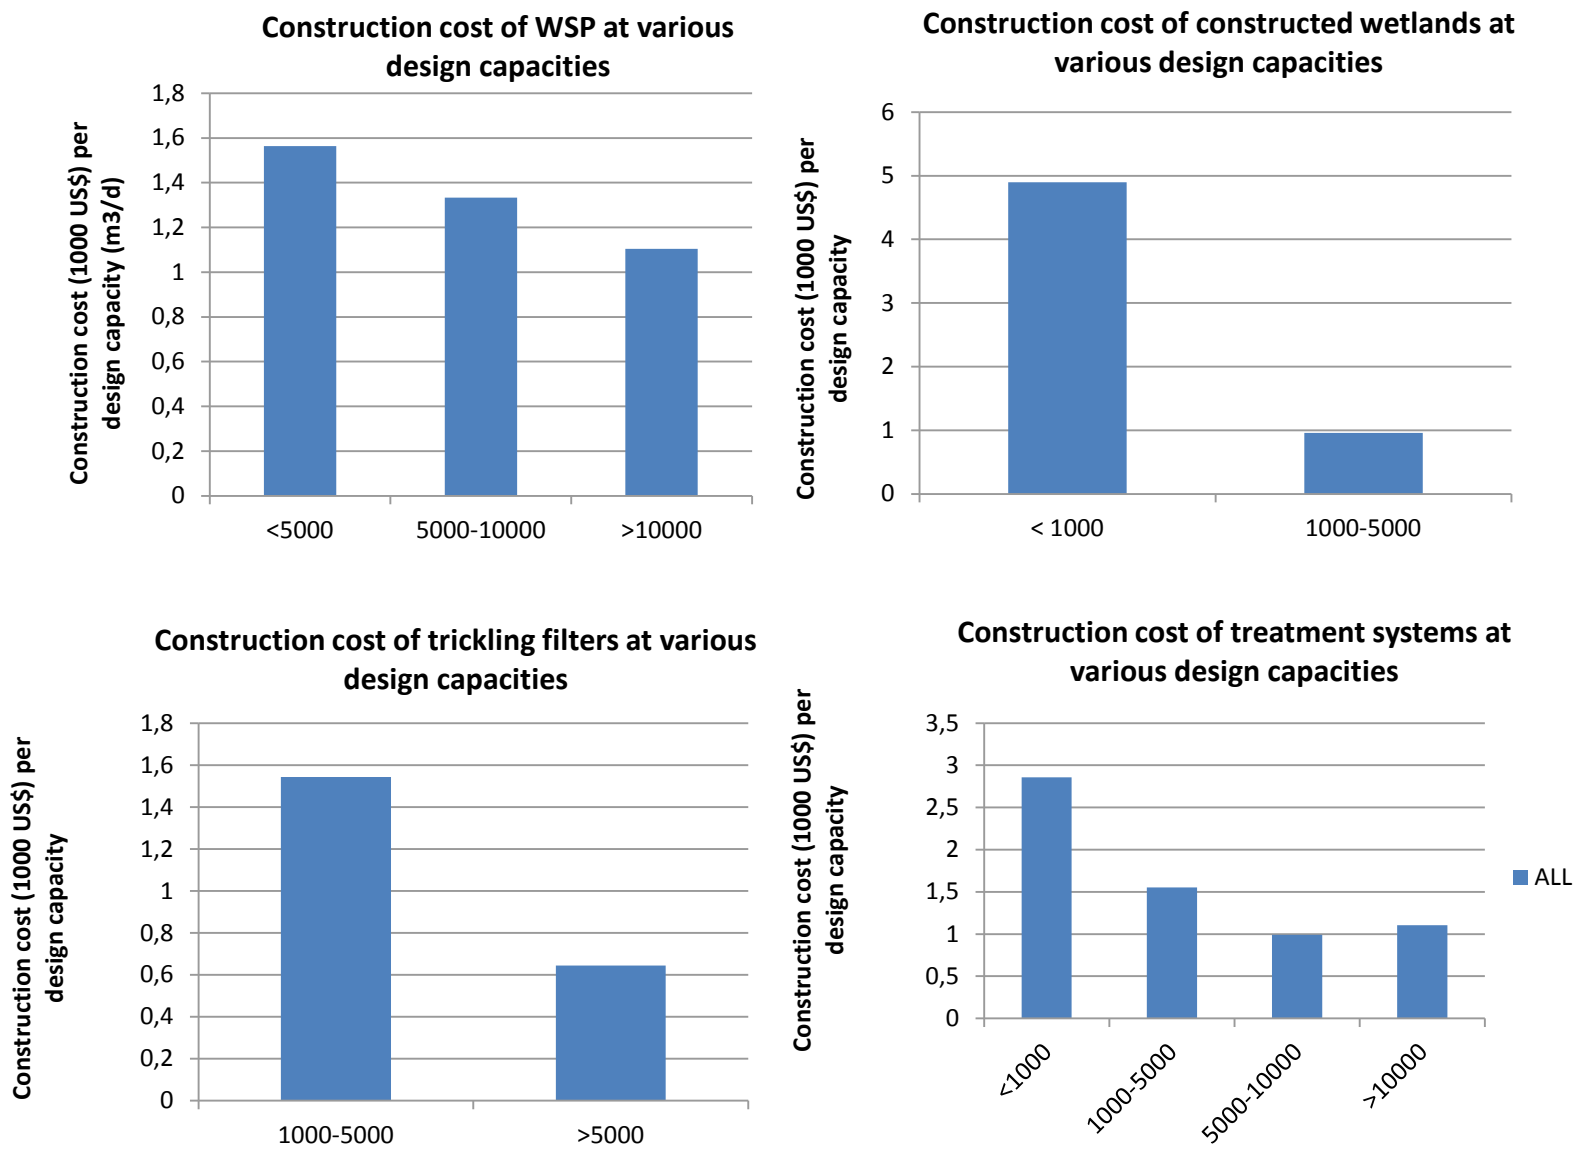 Construction cost of WSP at various
design capacities
Construction cost (1000 US$) per
design capacity (m3/d)
1,8
1,6
1,4
1,2
1
0,8
0,6
0,4
0,2
0
<5000
5000-10000
>10000
Construction cost of constructed wetlands at
various design capacities
Construction cost (1000 US$) per
design capacity
6
5
4
3
2
1
0
< 1000
1000-5000
Construction cost of trickling filters at various
design capacities
Construction cost (1000 US$) per
design capacity
1,8
1,6
1,4
1,2
1
0,8
0,6
0,4
0,2
0
1000-5000
>5000
Construction cost of treatment systems at
various design capacities
Construction cost (1000 US$) per
design capacity
3,5
3
2,5
2
1,5
1
0,5
0
<1000
1000-5000
5000-10000
>10000
ALL